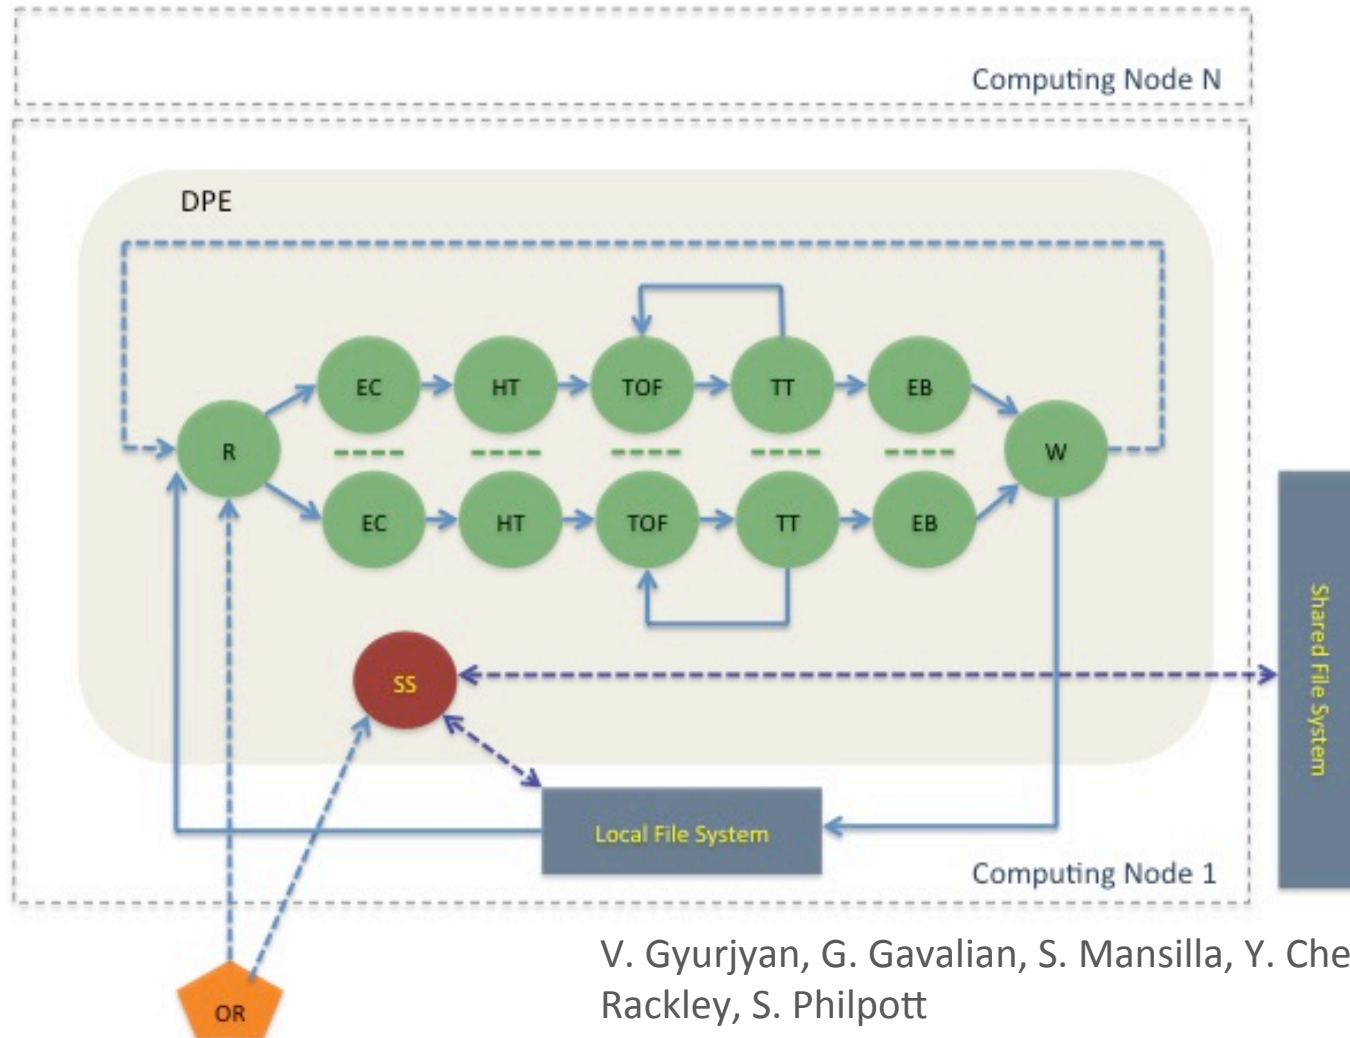 Computing Node N
DPE
EC HT TOF TT EB
R W
EC HT TOF TT EB
SS
Shared File System
Local File System
Computing Node 1
V. Gyurjyan, G. Gavalian, S. Mansilla, Y. Che
Rackley, S. Philpott
OR